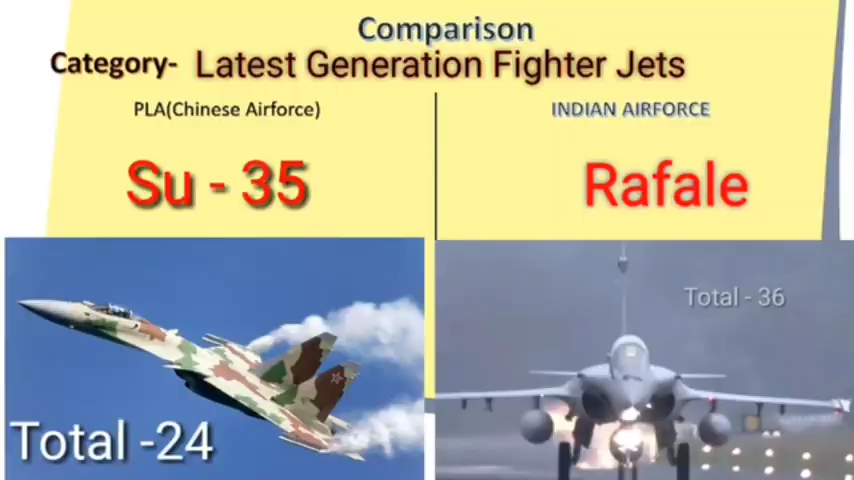 Comparison
Category- Latest Generation Fighter Jets
PLA(Chinese Airforce)
INDIAN AIRFORCE
Su - 35
Rafale
Total - 36
Total -24